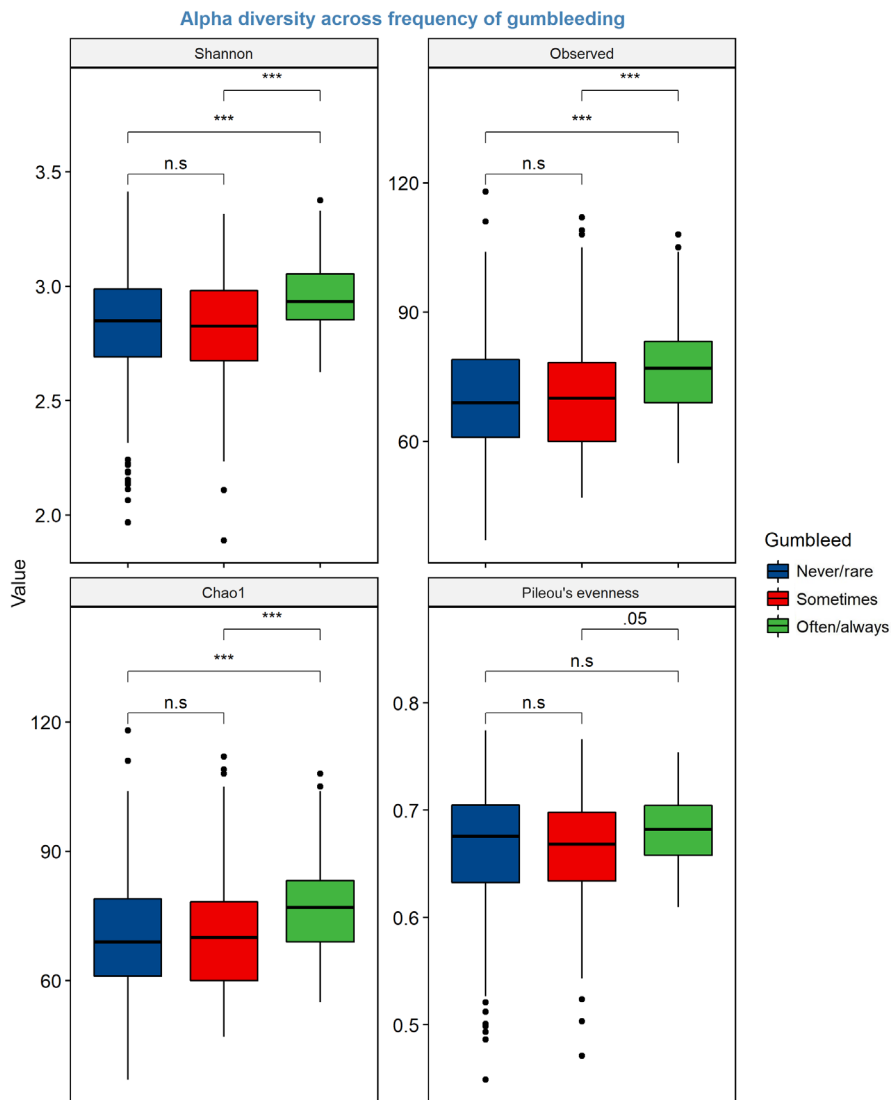 Alpha diversity across frequency of gumbleeding
Shannon
***
***
n.s
3.5
3.0
2.5
2.0
Observed
***
***
n.s
120
90
60
Value
Chao1
***
***
n.s
120
90
60
Pileou's evenness
.05
n.s
n.s
0.8
0.7
0.6
0.5
Gumbleed
Never/rare
Sometimes
Often/always